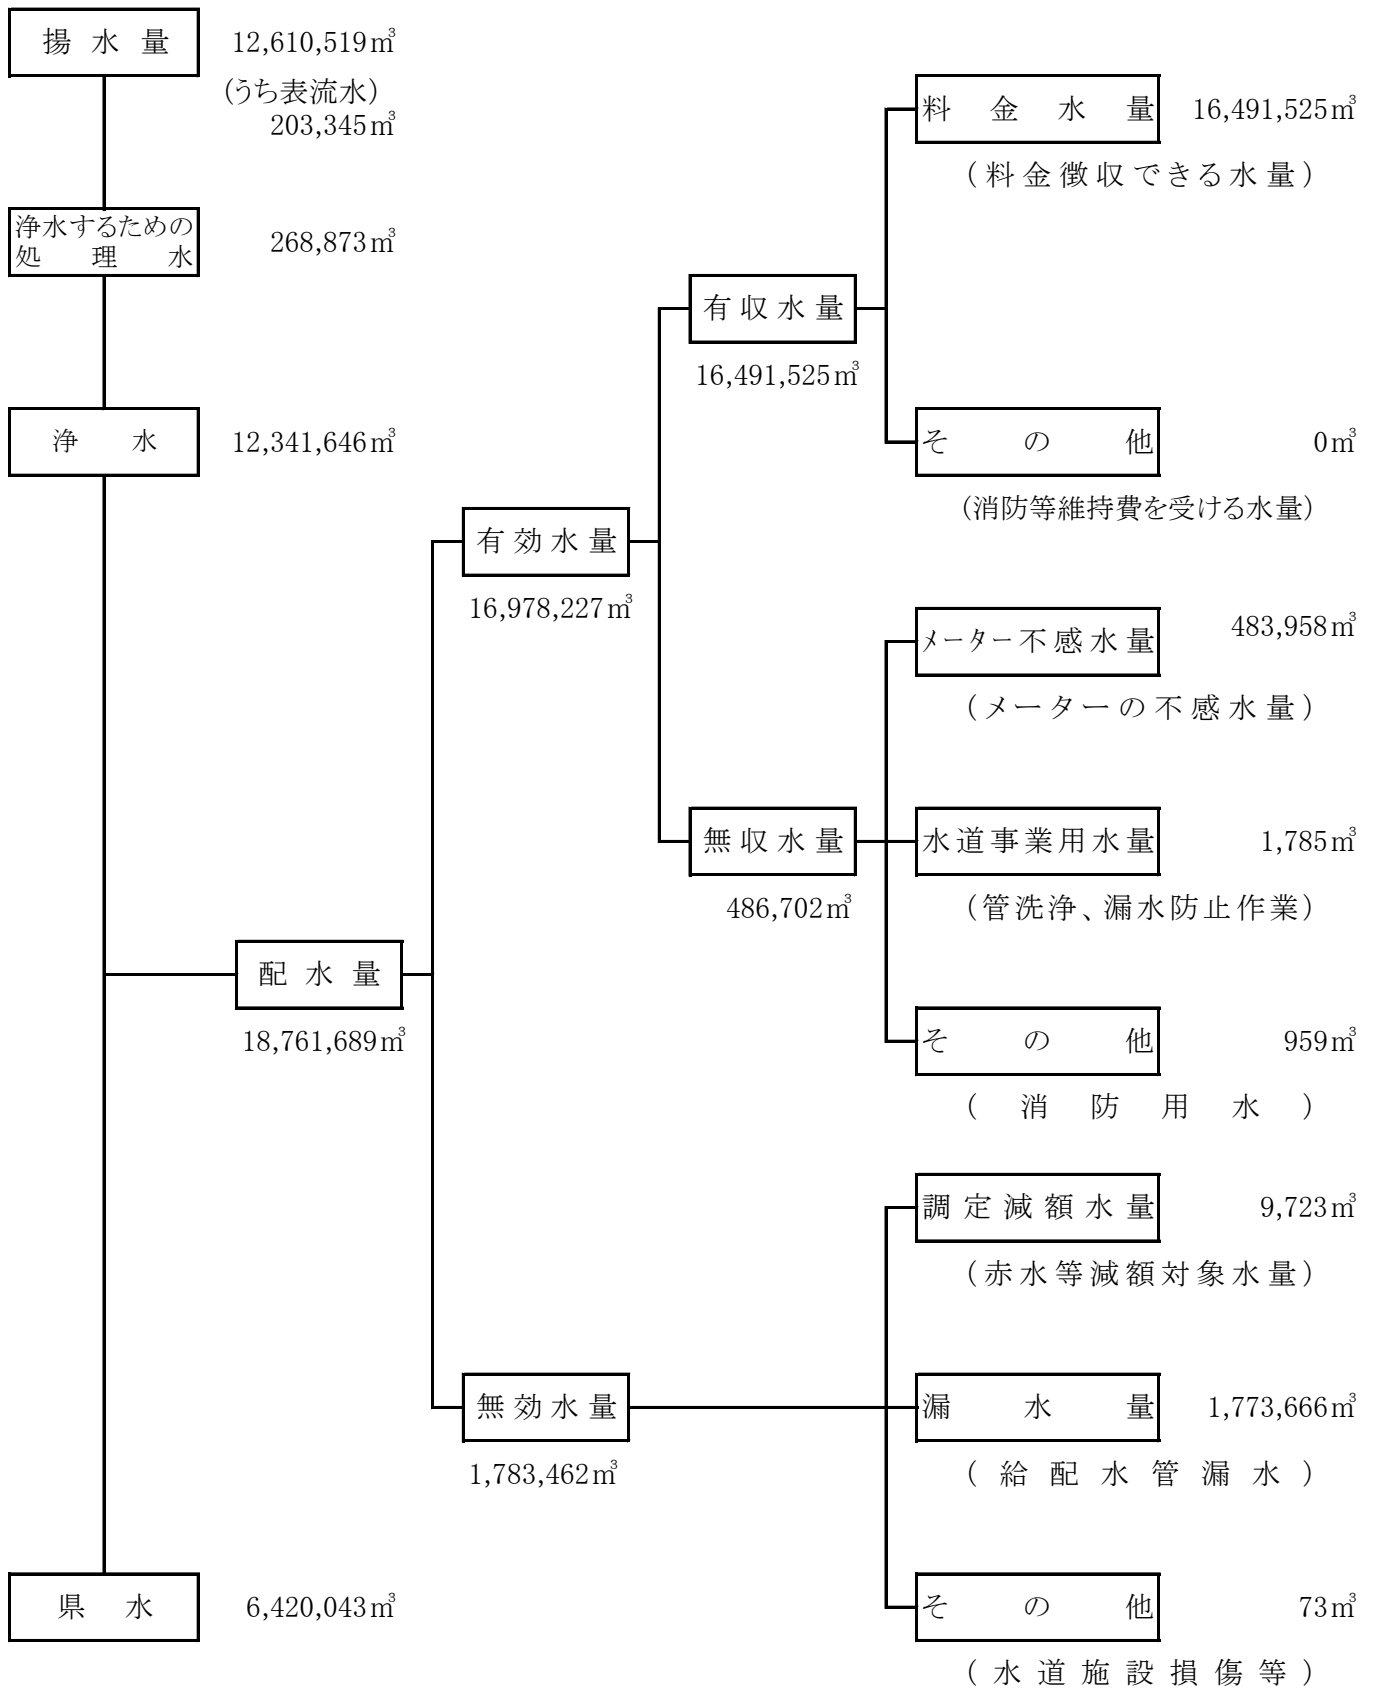 揚水量 12,610,519㎥
(うち表流水)
203,345㎥
浄水するための
処理水
268,873㎥
浄水 12,341,646㎥
県水 6,420,043㎥
配水量
18,761,689㎥
有効水量
16,978,227㎥
無効水量
1,783,462㎥
有収水量
16,491,525㎥
無収水量
486,702㎥
料金水量 16,491,525㎥
(料金徴収できる水量)
その他 0㎥
(消防等維持費を受ける水量)
メーター不感水量 483,958㎥
(メーターの不感水量)
水道事業用水量 1,785㎥
(管洗浄、漏水防止作業)
その他 959㎥
(消防用水)
調定減額水量 9,723㎥
(赤水等減額対象水量)
漏水量 1,773,666㎥
(給配水管漏水)
その他 73㎥
(水道施設損傷等)